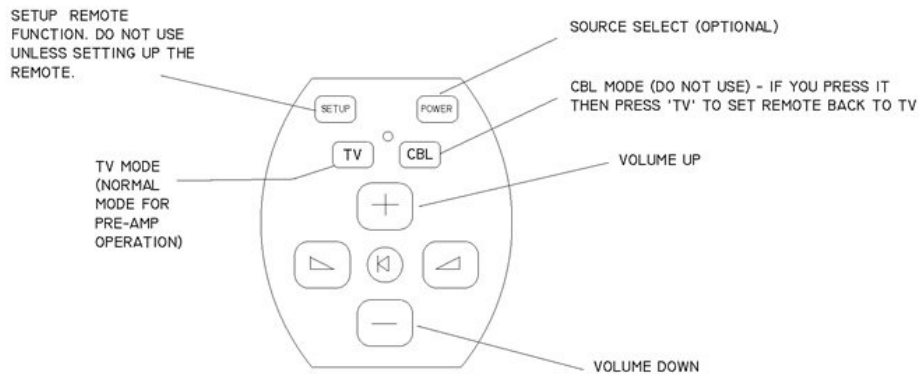 SETUP REMOTE
FUNCTION. DO NOT USE
UNLESS SETTING UP THE
REMOTE.
SOURCE SELECT (OPTIONAL)
CBL MODE (DO NOT USE) - IF YOU PRESS IT
THEN PRESS 'TV' TO SET REMOTE BACK TO TV
SETUP
POWER
TV
CBL
TV MODE
(NORMAL
MODE FOR
PRE-AMP
OPERATION)
VOLUME UP
VOLUME DOWN